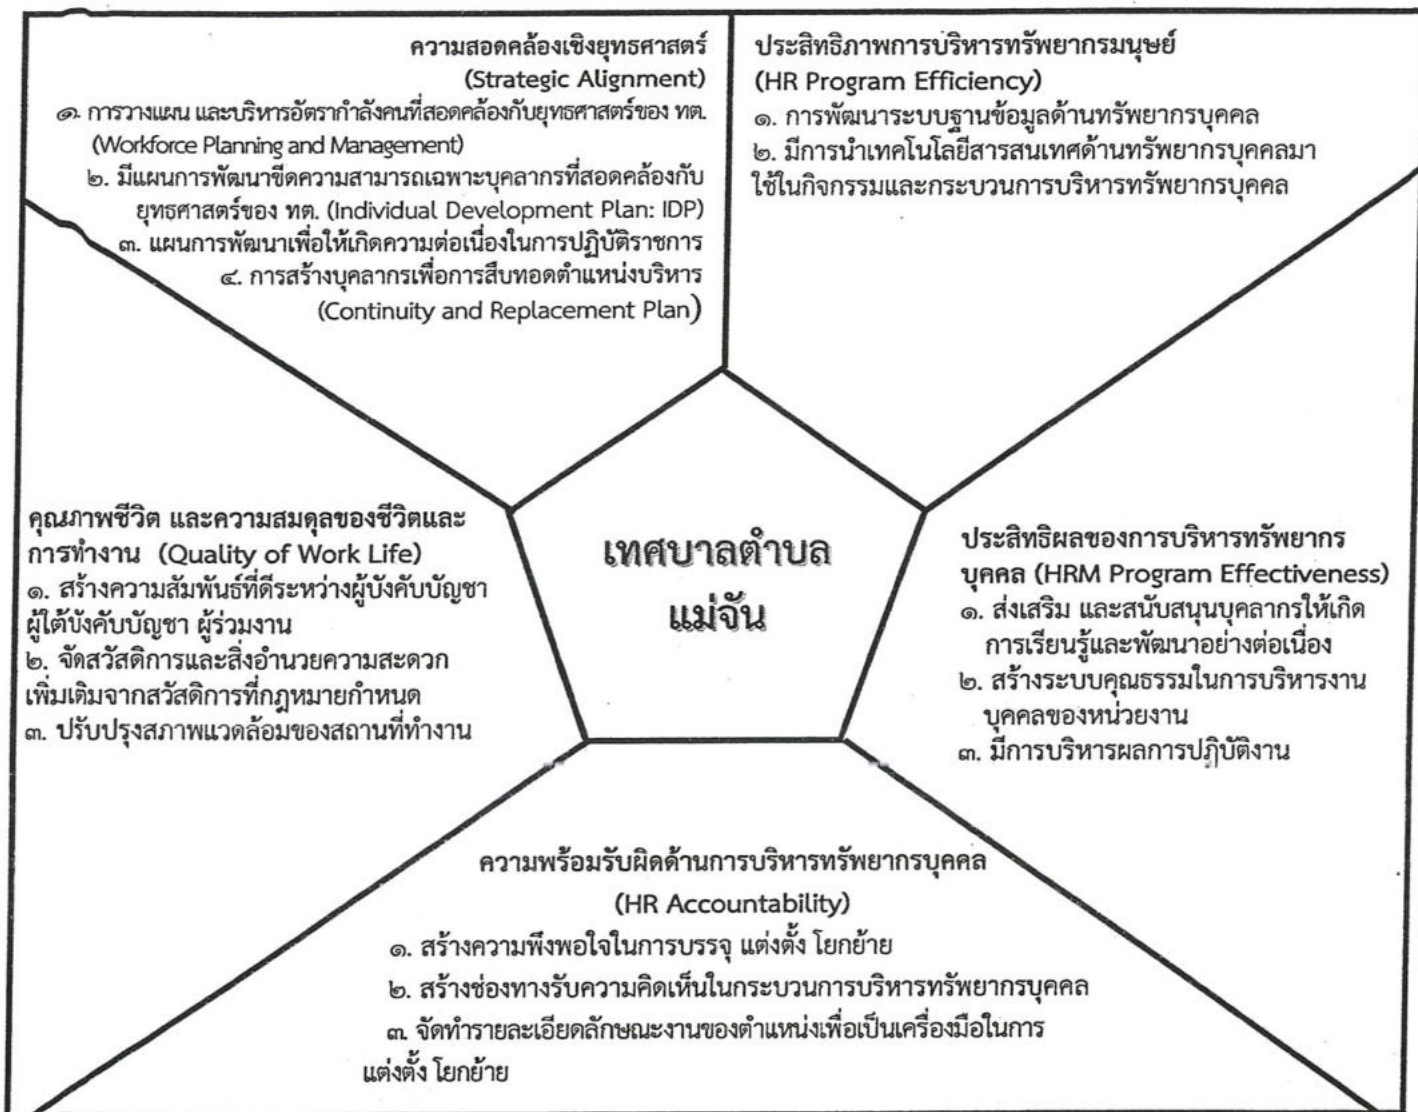 ความสอดคล้องเชิงยุทธศาสตร์
(Strategic Alignment)
๑. การวางแผน และบริหารอัตรากำลังคนที่สอดคล้องกับยุทธศาสตร์ของ ทต.
(Workforce Planning and Management)
๒. มีแผนการพัฒนาขีดความสามารถเฉพาะบุคลากรที่สอดคล้องกับ
ยุทธศาสตร์ของ ทต. (Individual Development Plan: IDP)
๓. แผนการพัฒนาเพื่อให้เกิดความต่อเนื่องในการปฏิบัติราชการ
๔. การสร้างบุคลากรเพื่อการสืบทอดตำแหน่งบริหาร
(Continuity and Replacement Plan)
ประสิทธิภาพการบริหารทรัพยากรมนุษย์
(HR Program Efficiency)
๑. การพัฒนาระบบฐานข้อมูลด้านทรัพยากรบุคคล
๒. มีการนำเทคโนโลยีสารสนเทศด้านทรัพยากรบุคคลมา
ใช้ในกิจกรรมและกระบวนการบริหารทรัพยากรบุคคล
คุณภาพชีวิต และความสมดุลของชีวิตและ
การทำงาน (Quality of Work Life)
๑. สร้างความสัมพันธ์ที่ดีระหว่างผู้บังคับบัญชา
ผู้ใต้บังคับบัญชา ผู้ร่วมงาน
๒. จัดสวัสดิการและสิ่งอำนวยความสะดวก
เพิ่มเติมจากสวัสดิการที่กฎหมายกำหนด
๓. ปรับปรุงสภาพแวดล้อมของสถานที่ทำงาน
เทศบาลตำบล
แม่จัน
ประสิทธิผลของการบริหารทรัพยากร
บุคคล (HRM Program Effectiveness)
๑. ส่งเสริม และสนับสนุนบุคลากรให้เกิด
การเรียนรู้และพัฒนาอย่างต่อเนื่อง
๒. สร้างระบบคุณธรรมในการบริหารงาน
บุคคลของหน่วยงาน
๓. มีการบริหารผลการปฏิบัติงาน
ความพร้อมรับผิดด้านการบริหารทรัพยากรบุคคล
(HR Accountability)
๑. สร้างความพึงพอใจในการบรรจุ แต่งตั้ง โยกย้าย
๒. สร้างช่องทางรับความคิดเห็นในกระบวนการบริหารทรัพยากรบุคคล
๓. จัดทำรายละเอียดลักษณะงานของตำแหน่งเพื่อเป็นเครื่องมือในการ
แต่งตั้ง โยกย้าย